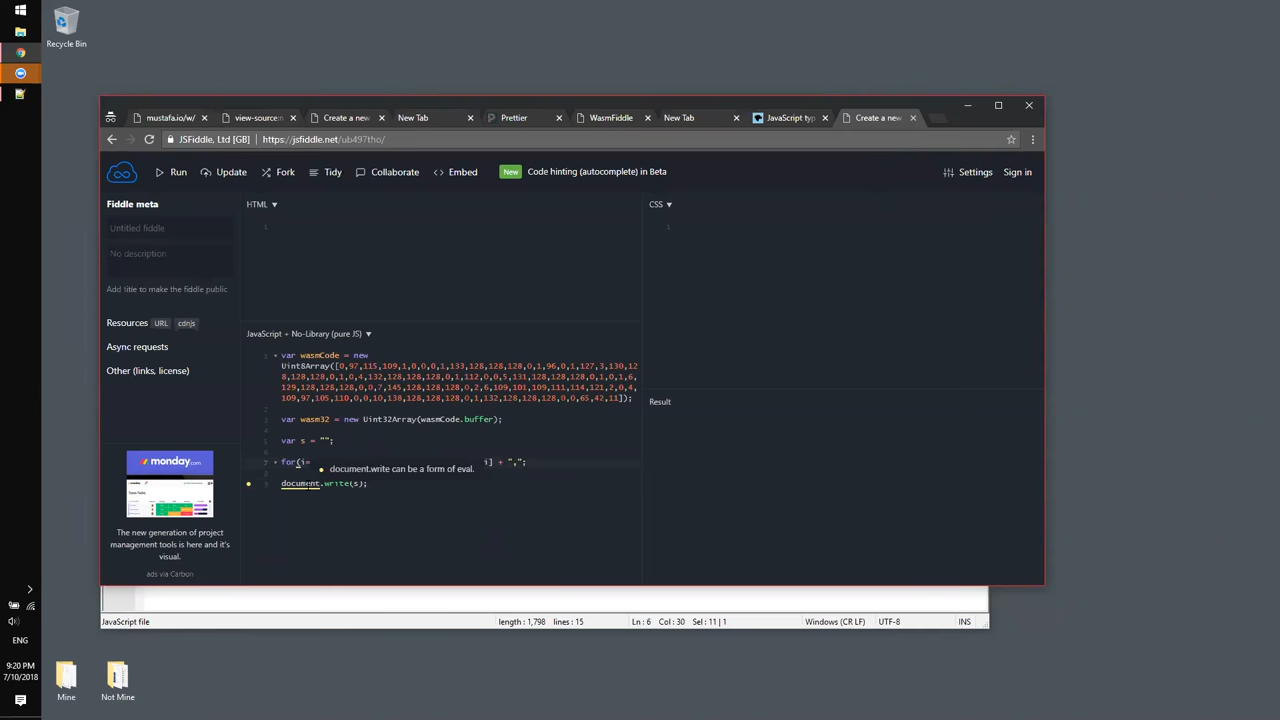 Recycle Bin
mustafa.io/w/
view-source:n
Create a new
New Tab
Prettier
WasmFiddle
New Tab
JavaScript typ
Create a new
JSFiddle, Ltd [GB]
https://jsfiddle.net/ub497tho/
Run
Update
Fork
Tidy
Collaborate
Embed
New
Code hinting (autocomplete) in Beta
Settings
Sign in
Fiddle meta
Untitled fiddle
No description
Add title to make the fiddle public
Resources URL cdnjs
Async requests
Other (links, license)
monday.com
The new generation of project
management tools is here and it's
visual.
ads via Carbon
HTML
1
CSS
1
JavaScript + No-Library (pure JS)
1 var wasmCode = new
Uint8Array([0,97,115,109,1,0,0,0,1,133,128,128,128,0,1,96,0,1,127,3,130,12
8,128,128,0,1,0,4,132,128,128,128,0,1,112,0,0,5,131,128,128,128,0,1,0,1,6,
129,128,128,128,0,0,7,145,128,128,128,0,2,6,109,101,109,111,114,121,2,0,4,
109,97,105,110,0,0,10,138,128,128,128,0,1,132,128,128,128,0,0,65,42,11]);
2
3 var wasm32 = new Uint32Array(wasmCode.buffer);
4
5 var s = "";
6
7 for(i= i] + ",";
document.write can be a form of eval.
8
9 document.write(s);
Result
JavaScript file
length : 1,798 lines : 15
Ln : 6 Col : 30 Sel : 11 | 1
Windows (CR LF)
UTF-8
INS
ENG
9:20 PM
7/10/2018
Mine
Not Mine